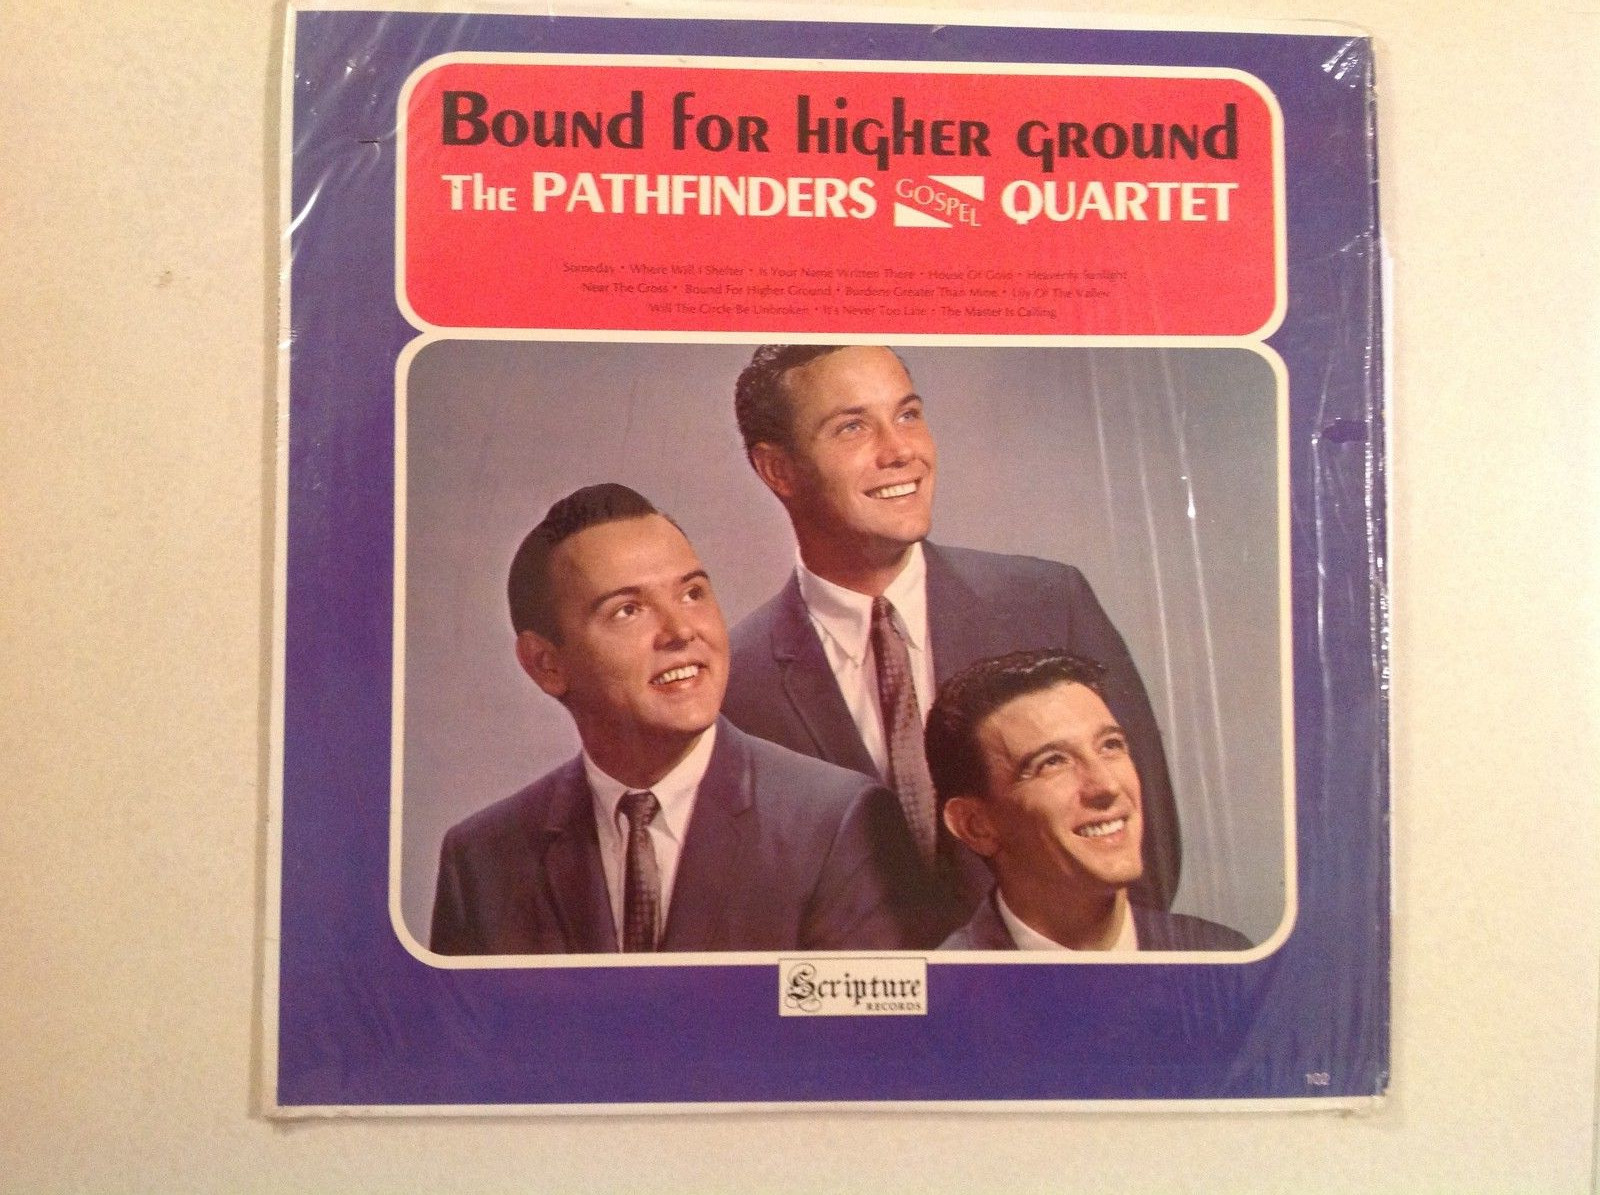 Bound for higher ground
The PATHFINDERS GOSPEL QUARTET
Someday • Where Will I Shelter • Is Your Name Written There • House Of Gold • Heavenly Sunlight
Near The Cross • Bound For Higher Ground • Burdens Greater Than Mine • Lily Of The Valley
Will The Circle Be Unbroken • It's Never Too Late • The Master Is Calling
Scripture
RECORDS
102